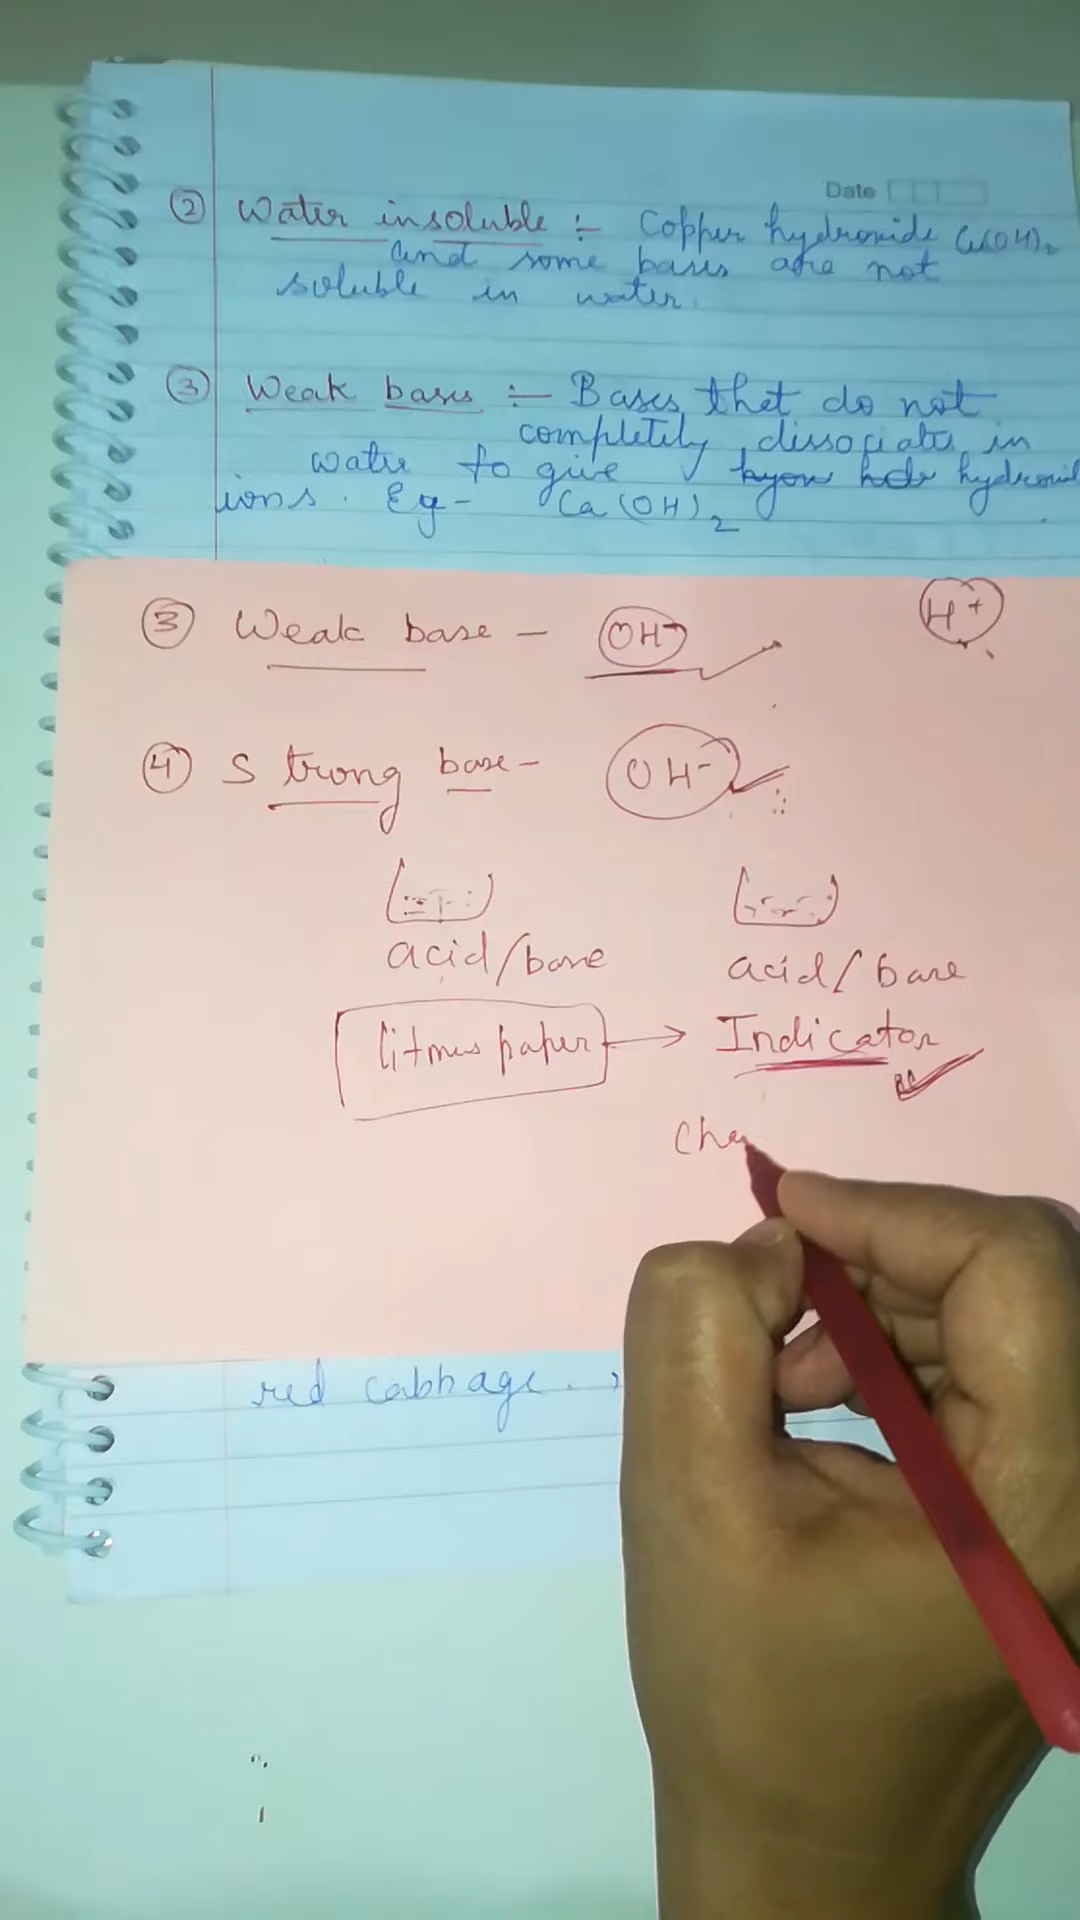 Date
② Water insoluble :- Copper hydroxide Cu(OH)2
and some bases are not
soluble in water.
③ Weak bases :- Bases that do not
completely dissociate in
water to give hydroxid
ions. Eg- Ca(OH)2
③ Weak base - OH-
H+
④ Strong base - OH-
acid/base acid/base
litmus paper → Indicator
Cha
red cabbage.